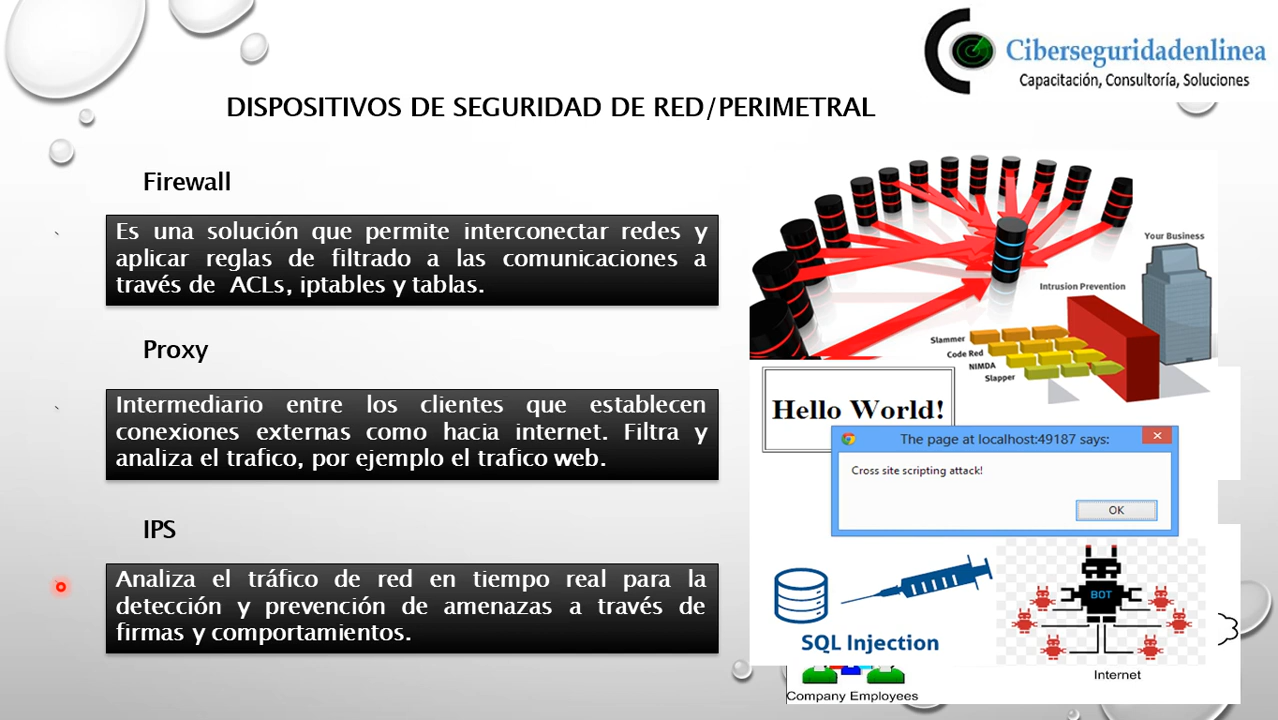 Ciberseguridadenlinea
Capacitación, Consultoría, Soluciones
DISPOSITIVOS DE SEGURIDAD DE RED/PERIMETRAL
Firewall
Es una solución que permite interconectar redes y
aplicar reglas de filtrado a las comunicaciones a
través de ACLs, iptables y tablas.
Proxy
Intermediario entre los clientes que establecen
conexiones externas como hacia internet. Filtra y
analiza el trafico, por ejemplo el trafico web.
IPS
Analiza el tráfico de red en tiempo real para la
detección y prevención de amenazas a través de
firmas y comportamientos.
Your Business
Intrusion Prevention
Slammer
Code Red
NIMDA
Slapper
Hello World!
The page at localhost:49187 says:
Cross site scripting attack!
OK
SQL Injection
BOT
Internet
Company Employees